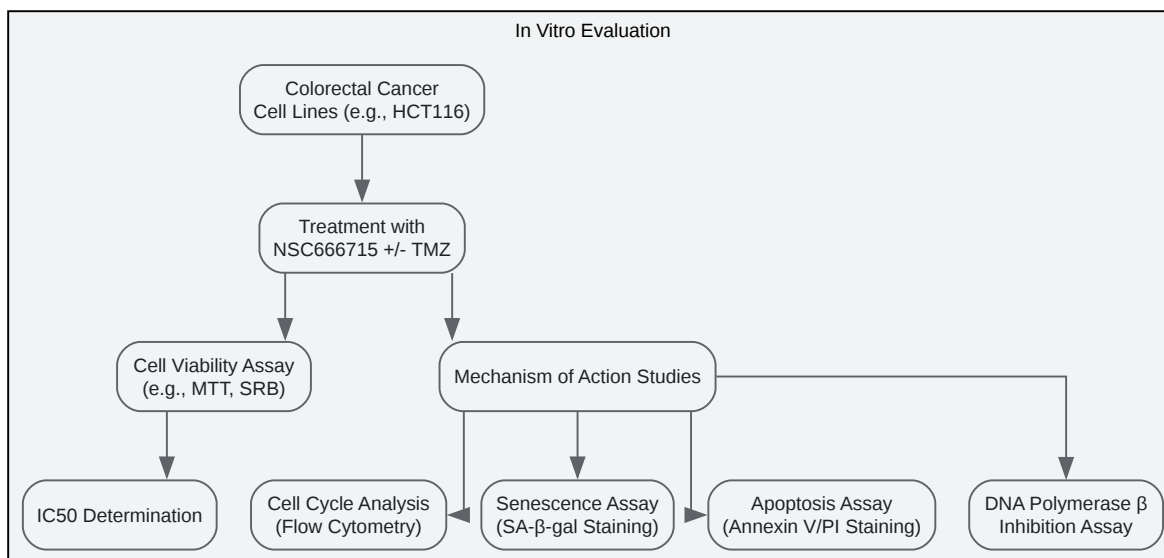 In Vitro Evaluation
Colorectal Cancer
Cell Lines (e.g., HCT116)
Treatment with
NSC666715 +/- TMZ
Cell Viability Assay
(e.g., MTT, SRB)
Mechanism of Action Studies
IC50 Determination
Cell Cycle Analysis
(Flow Cytometry)
Senescence Assay
(SA-β-gal Staining)
Apoptosis Assay
(Annexin V/PI Staining)
DNA Polymerase β
Inhibition Assay